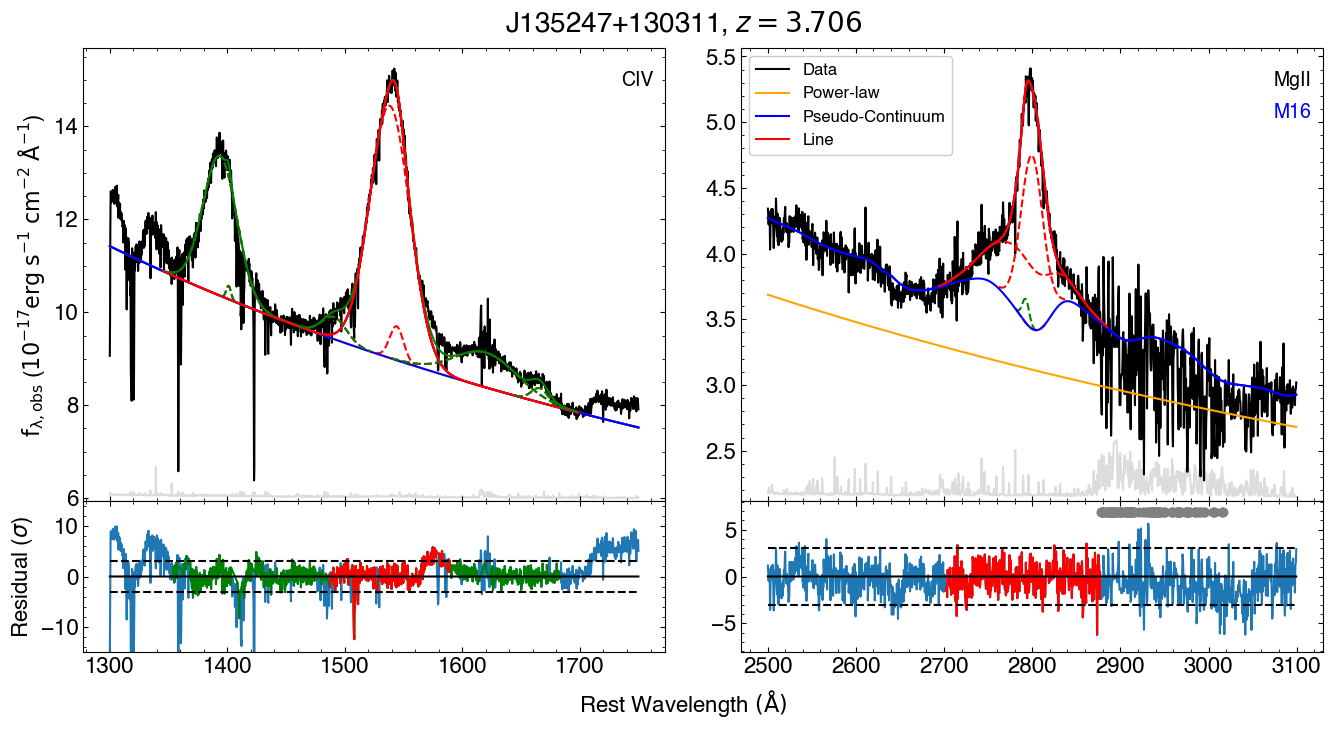 J135247+130311, z = 3.706
CIV
14
12
10
8
6
f_λ,obs (10⁻¹⁷erg s⁻¹ cm⁻² Å⁻¹)
Data
Power-law
Pseudo-Continuum
Line
MgII
M16
5.5
5.0
4.5
4.0
3.5
3.0
2.5
10
0
−10
Residual (σ)
1300 1400 1500 1600 1700
5
0
−5
2500 2600 2700 2800 2900 3000 3100
Rest Wavelength (Å)